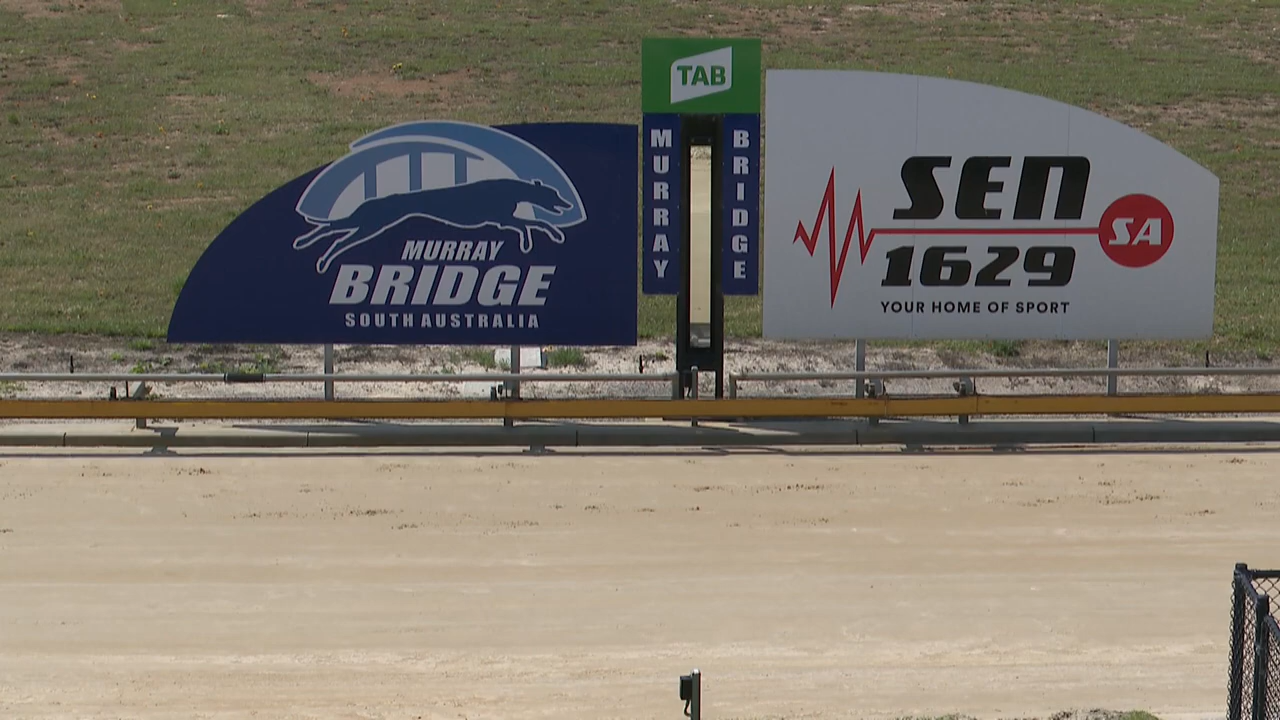 MURRAY
BRIDGE
SOUTH AUSTRALIA
TAB
MURRAY
BRIDGE
SEN
SA
1629
YOUR HOME OF SPORT